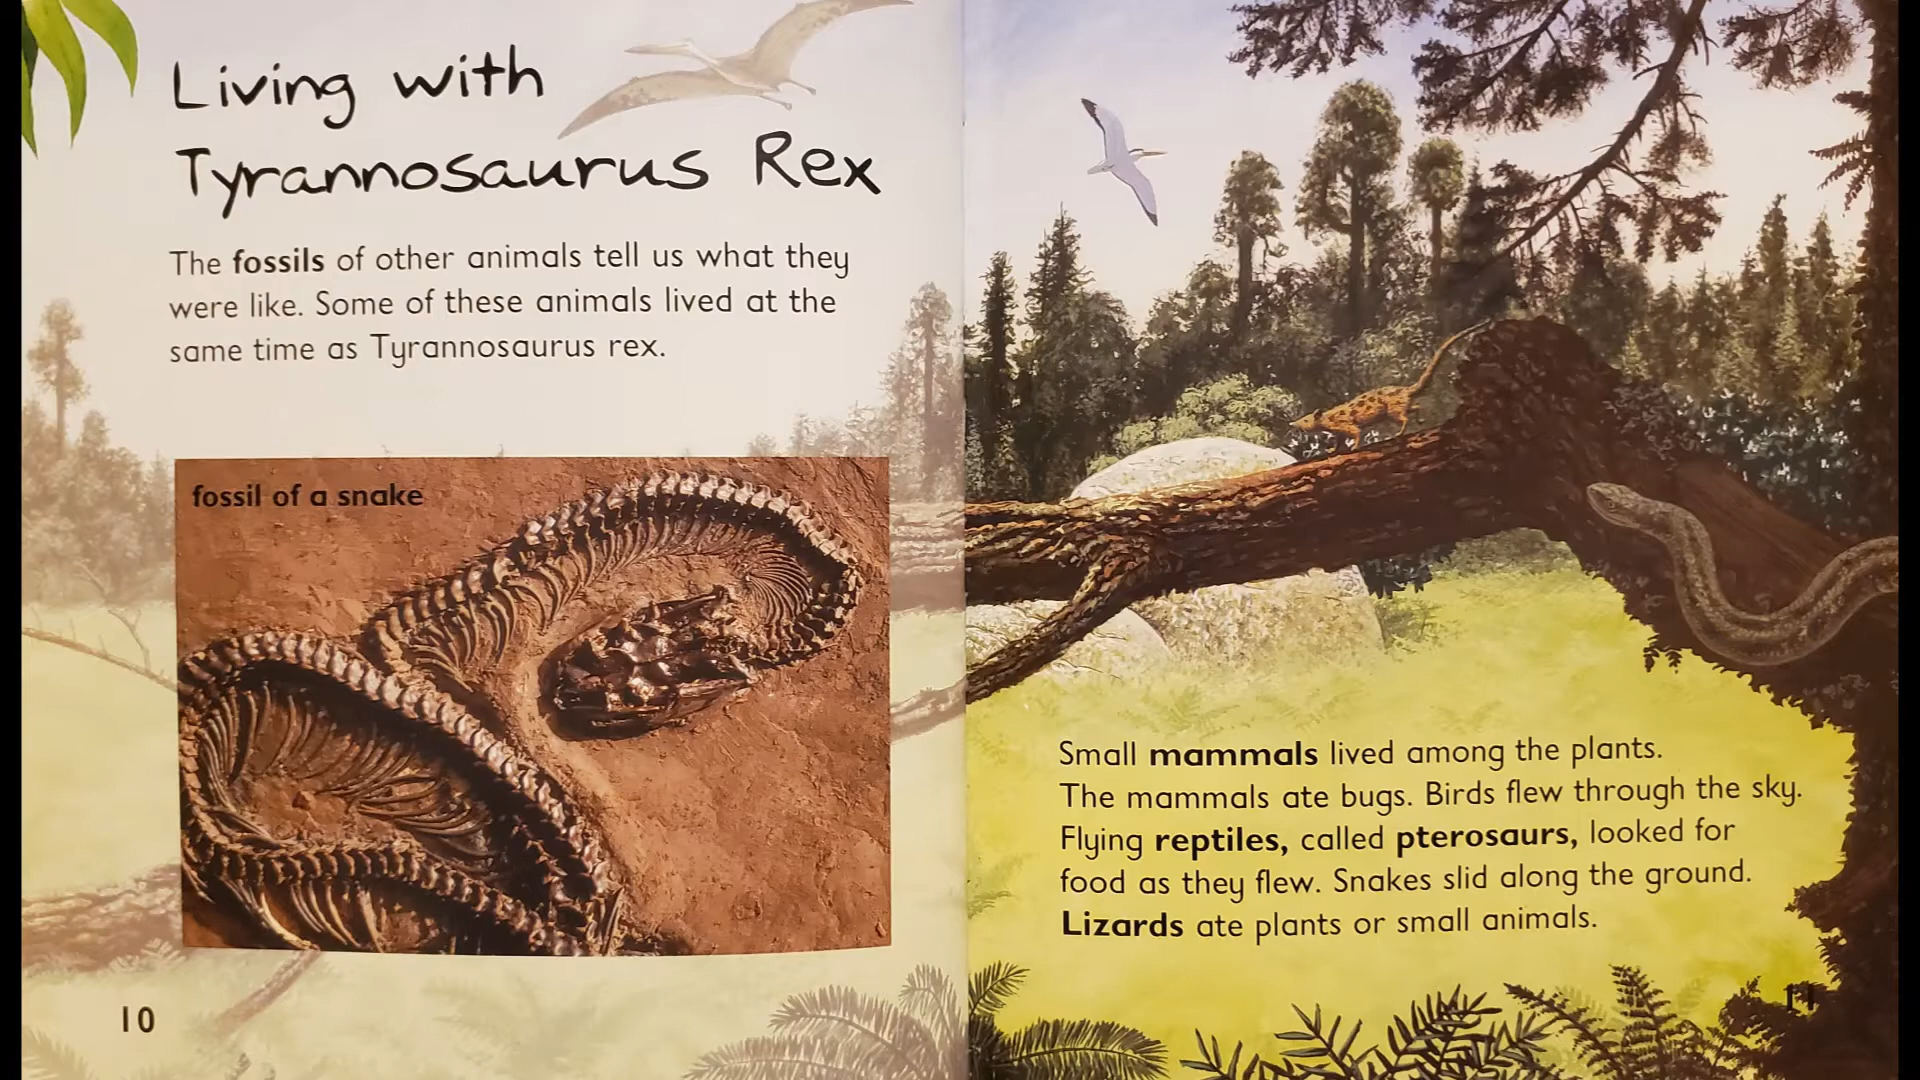 Living with
Tyrannosaurus Rex
The fossils of other animals tell us what they
were like. Some of these animals lived at the
same time as Tyrannosaurus rex.
fossil of a snake
10
Small mammals lived among the plants.
The mammals ate bugs. Birds flew through the sky.
Flying reptiles, called pterosaurs, looked for
food as they flew. Snakes slid along the ground.
Lizards ate plants or small animals.
11